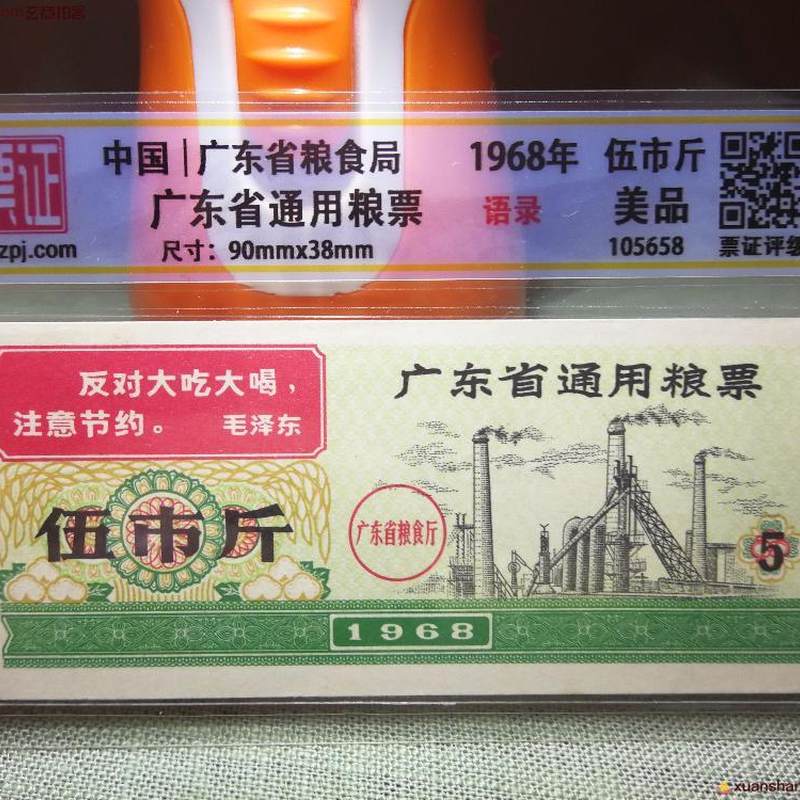 中国|广东省粮食局 1968年 伍市斤
广东省通用粮票 语录 美品
尺寸：90mmx38mm 105658 票证评级
zpj.com
证
反对大吃大喝，
注意节约。 毛泽东
广东省通用粮票
伍市斤
广东省粮食厅
5
1968
xuanshar